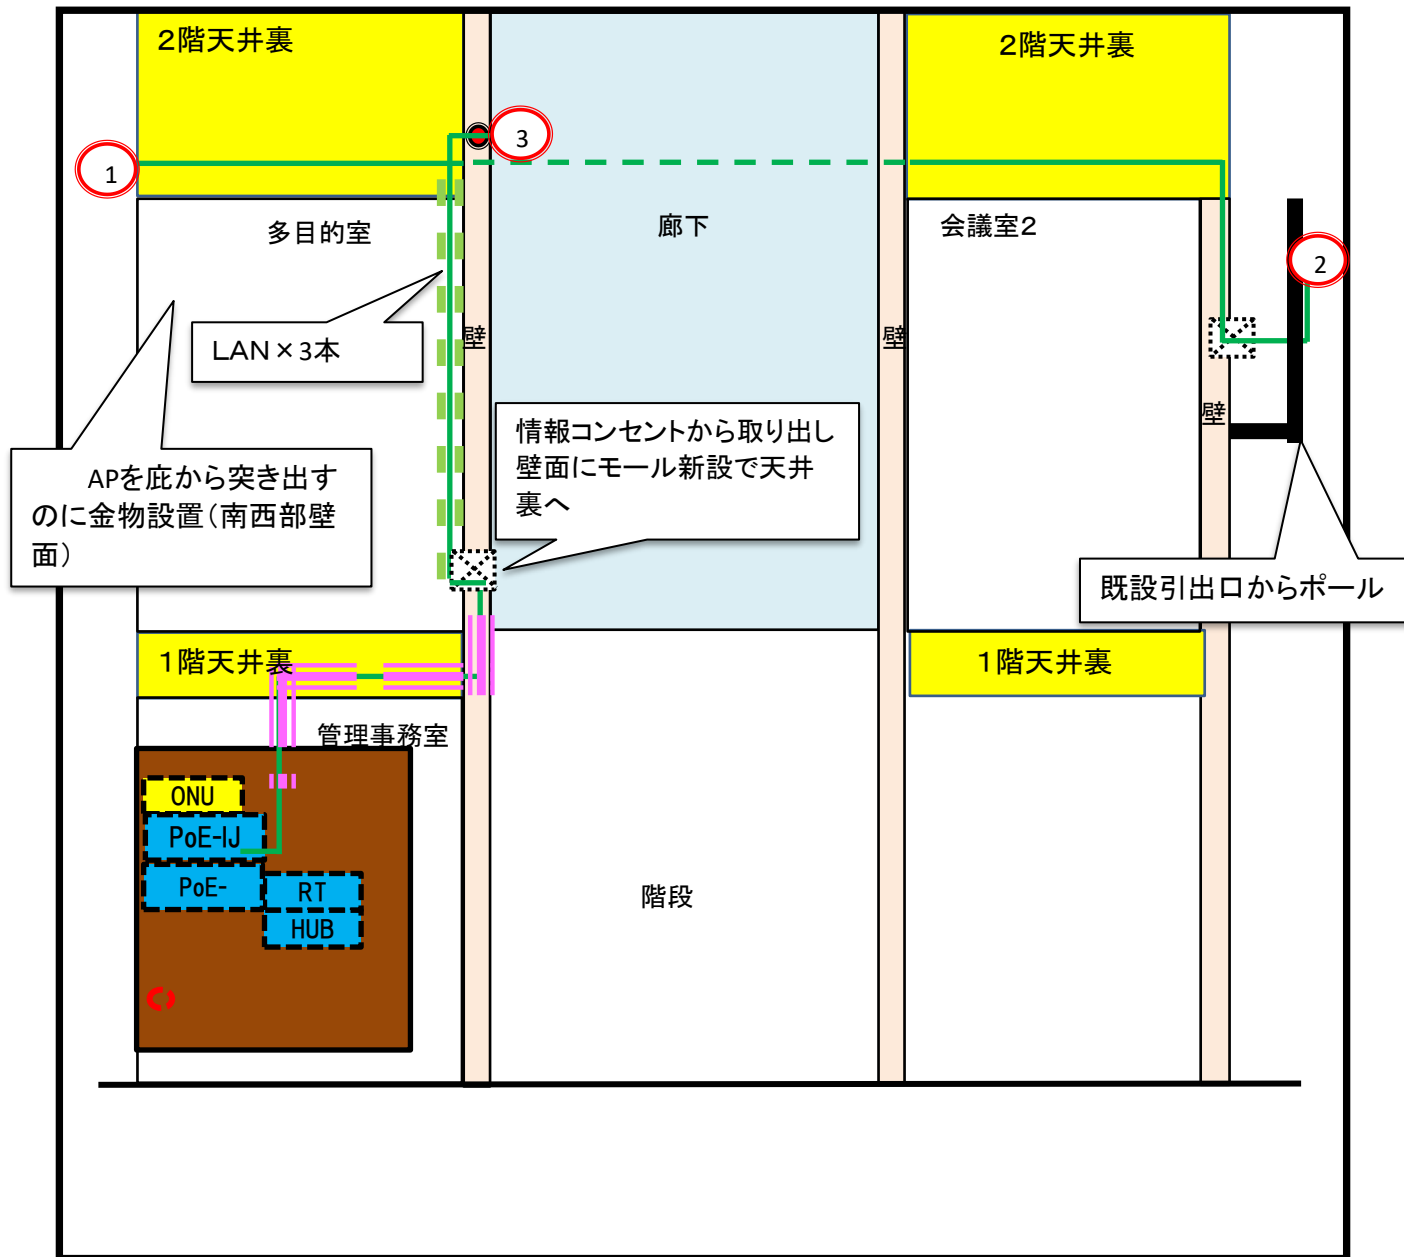 2階天井裏
2階天井裏
3
1
多目的室
廊下
会議室2
2
LAN×3本
壁
壁
壁
情報コンセントから取り出し
壁面にモール新設で天井
裏へ
APを庇から突き出す
のに金物設置(南西部壁
面)
既設引出口からポール
1階天井裏
1階天井裏
管理事務室
ONU
PoE-IJ
PoE-
RT
HUB
階段